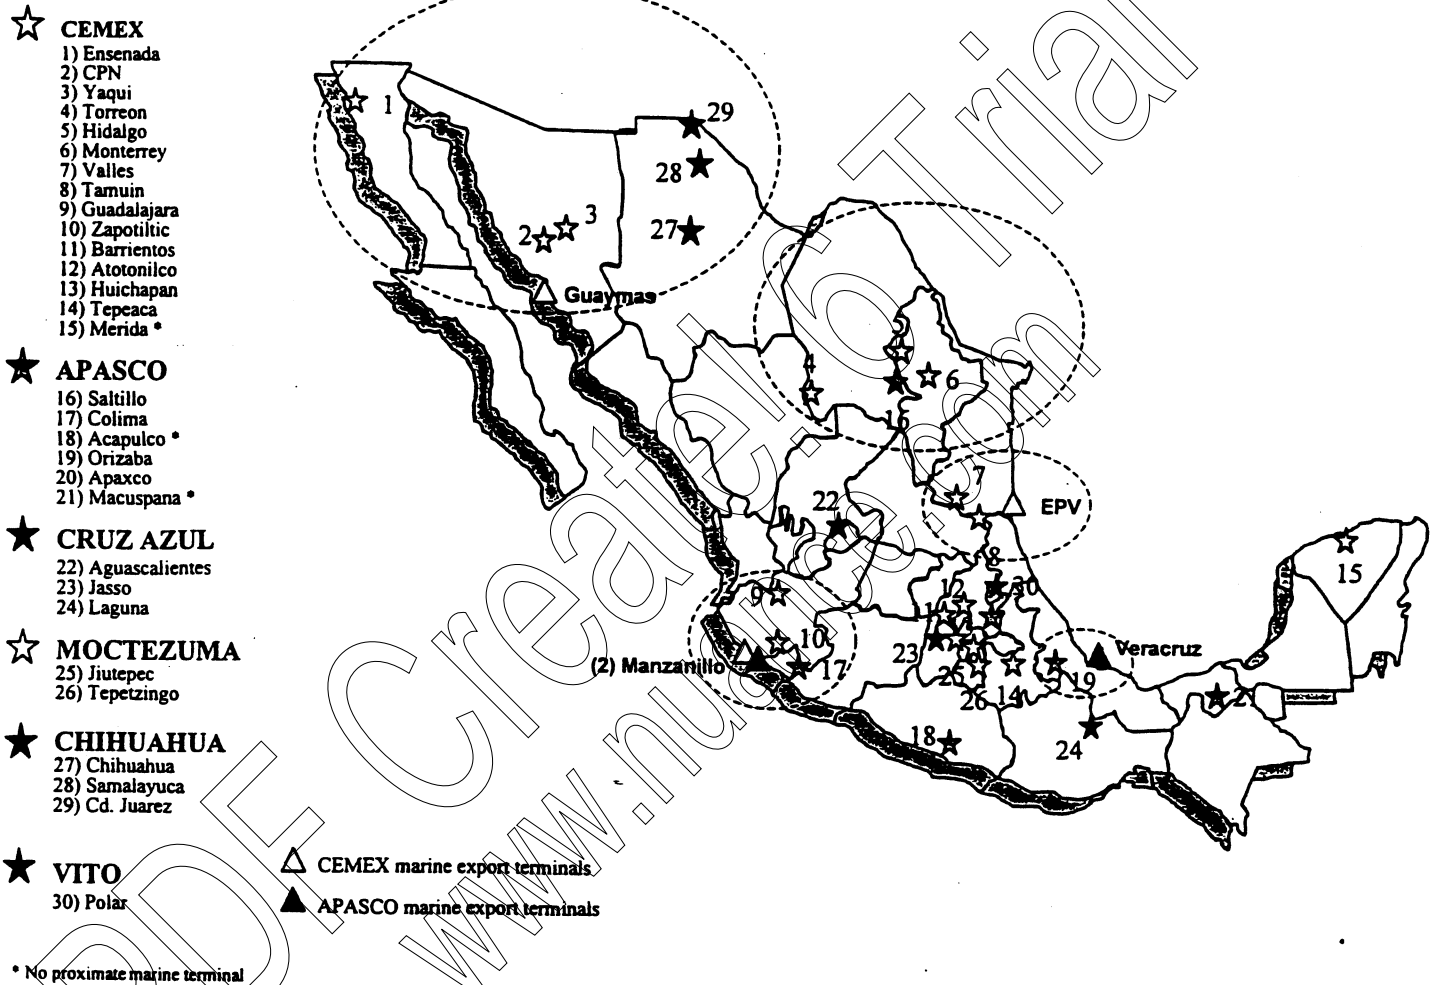 CEMEX
1) Ensenada
2) CPN
3) Yaqui
4) Torreon
5) Hidalgo
6) Monterrey
7) Valles
8) Tamuin
9) Guadalajara
10) Zapotiltic
11) Barrientos
12) Atotonilco
13) Huichapan
14) Tepeaca
15) Merida *
APASCO
16) Saltillo
17) Colima
18) Acapulco *
19) Orizaba
20) Apaxco
21) Macuspana *
CRUZ AZUL
22) Aguascalientes
23) Jasso
24) Laguna
MOCTEZUMA
25) Jiutepec
26) Tepetzingo
CHIHUAHUA
27) Chihuahua
28) Samalayuca
29) Cd. Juarez
VITO
30) Polar
* No proximate marine terminal
CEMEX marine export terminals
APASCO marine export terminals
1
29
28
27
2
3
Guaymas
5
4
6
16
7
EPV
22
8
30
12
15
9
10
23
(2) Manzanillo
17
25
26
14
19
Veracruz
2
18
24
PDF Creator 6 Trial
www.nuance.com